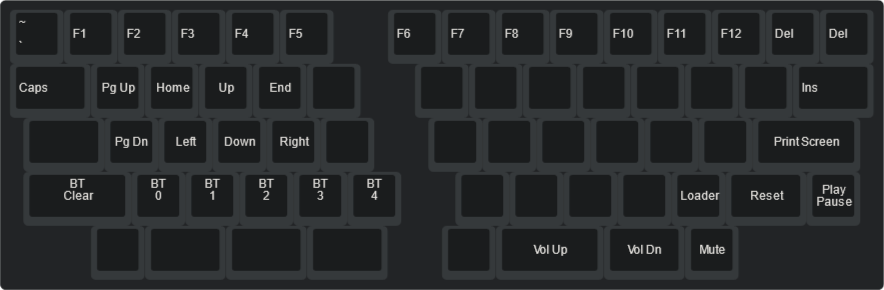 ~
` F1 F2 F3 F4 F5 F6 F7 F8 F9 F10 F11 F12 Del Del
Caps Pg Up Home Up End Ins
Pg Dn Left Down Right Print Screen
BT Clear BT 0 BT 1 BT 2 BT 3 BT 4 Loader Reset Play Pause
Vol Up Vol Dn Mute